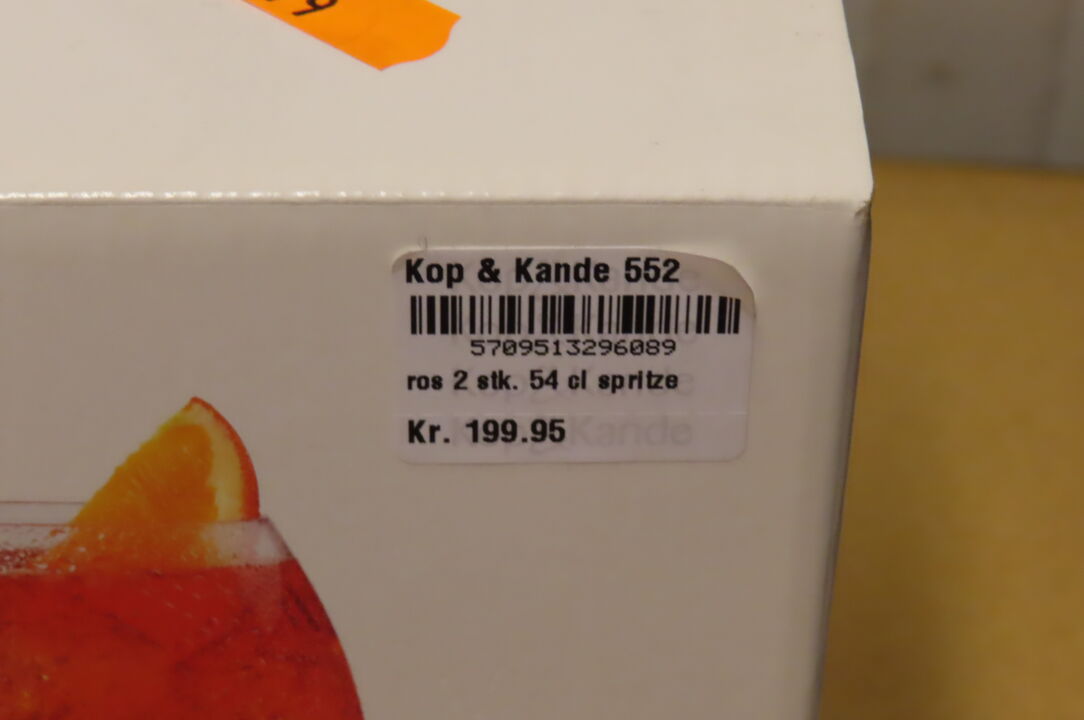 Kop & Kande 552
5709513296089
ros 2 stk. 54 cl spritze
Kr. 199.95